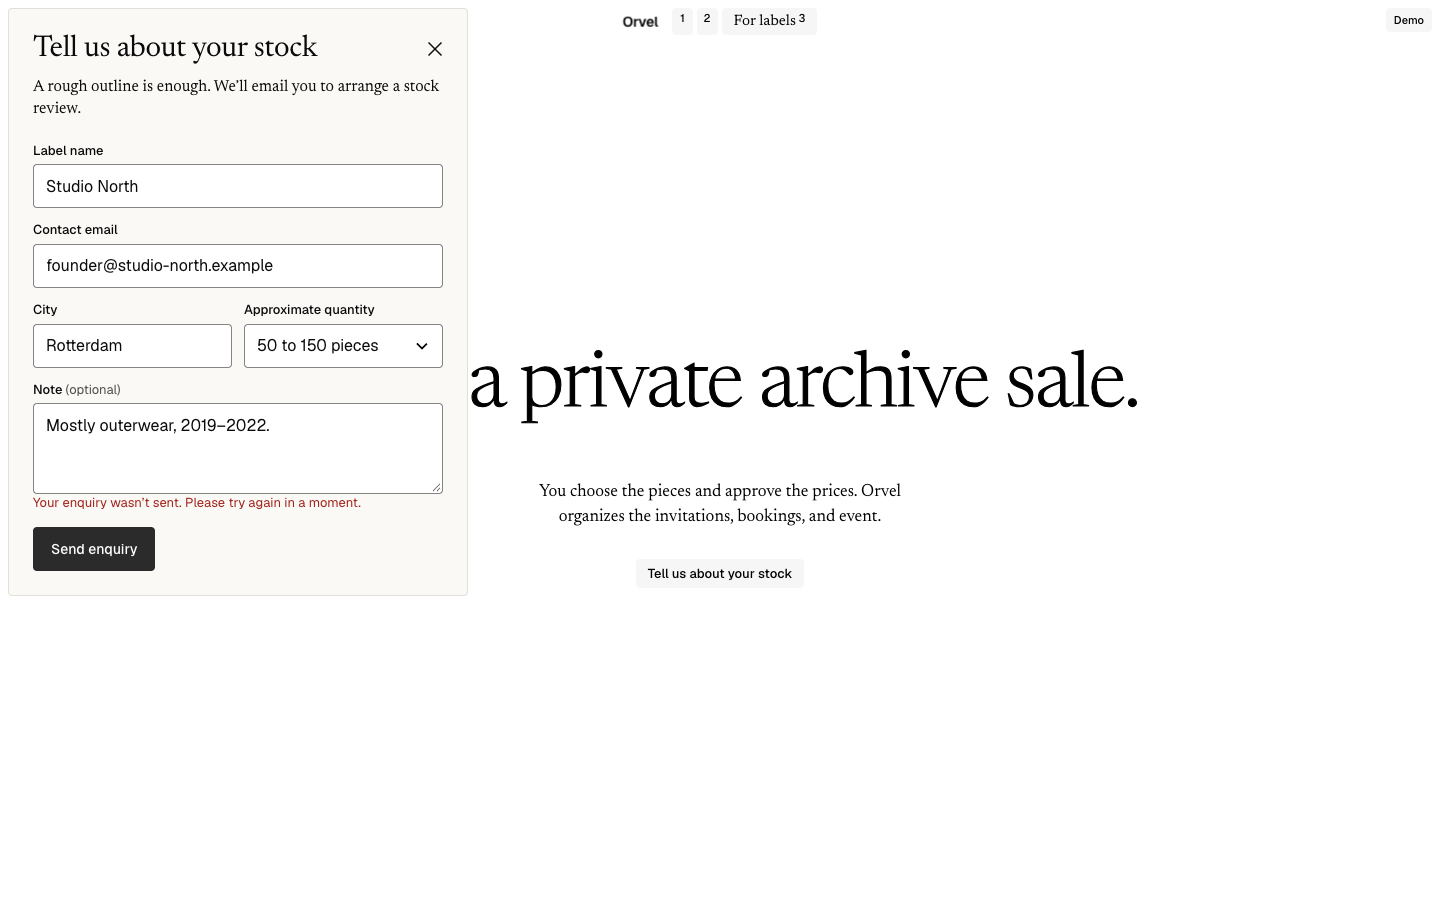 Tell us about your stock
A rough outline is enough. We’ll email you to arrange a stock
review.
Label name
Studio North
Contact email
founder@studio-north.example
City
Approximate quantity
Rotterdam
50 to 150 pieces
Note (optional)
Mostly outerwear, 2019–2022.
Your enquiry wasn’t sent. Please try again in a moment.
Send enquiry
Orvel
1
2
For labels 3
Demo
a private archive sale.
You choose the pieces and approve the prices. Orvel
organizes the invitations, bookings, and event.
Tell us about your stock